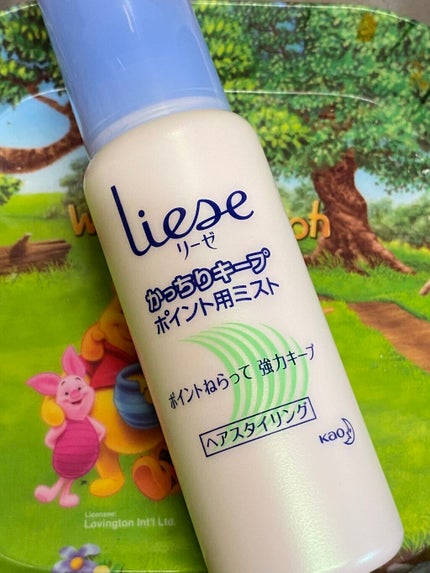 Liese
リーゼ
かっちりキープ
ポイント用ミスト
ポイントねらって 強力キープ
ヘアスタイリング
Kao
Licensee:
Lovington Int'l Ltd.